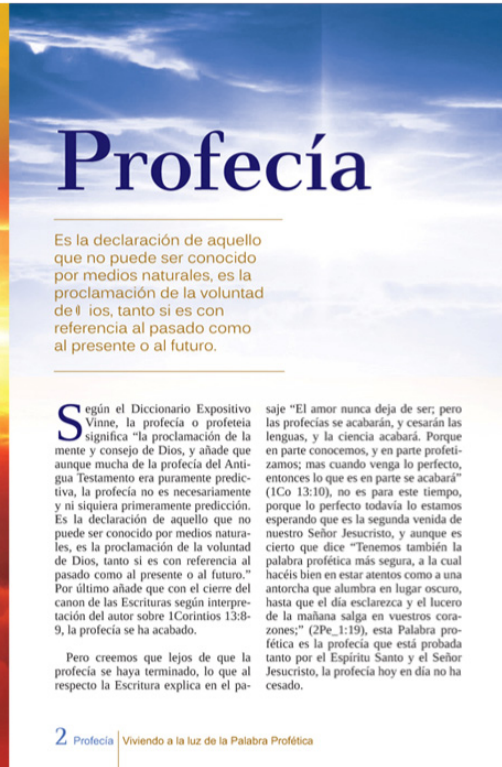 Profecía
Es la declaración de aquello
que no puede ser conocido
por medios naturales, es la
proclamación de la voluntad
de ios, tanto si es con
referencia al pasado como
al presente o al futuro.
Según el Diccionario Expositivo
Vinne, la profecía o profeteia
significa “la proclamación de la
mente y consejo de Dios, y añade que
aunque mucha de la profecía del Anti-
gua Testamento era puramente predic-
tiva, la profecía no es necesariamente
y ni siquiera primeramente predicción.
Es la declaración de aquello que no
puede ser conocido por medios natura-
les, es la proclamación de la voluntad
de Dios, tanto si es con referencia al
pasado como al presente o al futuro.”
Por último añade que con el cierre del
canon de las Escrituras según interpre-
tación del autor sobre 1Corintios 13:8-
9, la profecía se ha acabado.
Pero creemos que lejos de que la
profecía se haya terminado, lo que al
respecto la Escritura explica en el pa-
saje “El amor nunca deja de ser; pero
las profecías se acabarán, y cesarán las
lenguas, y la ciencia acabará. Porque
en parte conocemos, y en parte profeti-
zamos; mas cuando venga lo perfecto,
entonces lo que es en parte se acabará”
(1Co 13:10), no es para este tiempo,
porque lo perfecto todavía lo estamos
esperando que es la segunda venida de
nuestro Señor Jesucristo, y aunque es
cierto que dice “Tenemos también la
palabra profética más segura, a la cual
hacéis bien en estar atentos como a una
antorcha que alumbra en lugar oscuro,
hasta que el día esclarezca y el lucero
de la mañana salga en vuestros cora-
zones;” (2Pe_1:19), esta Palabra pro-
fética es la profecía que está probada
tanto por el Espíritu Santo y el Señor
Jesucristo, la profecía hoy en día no ha
cesado.
2 Profecía Viviendo a la luz de la Palabra Profética